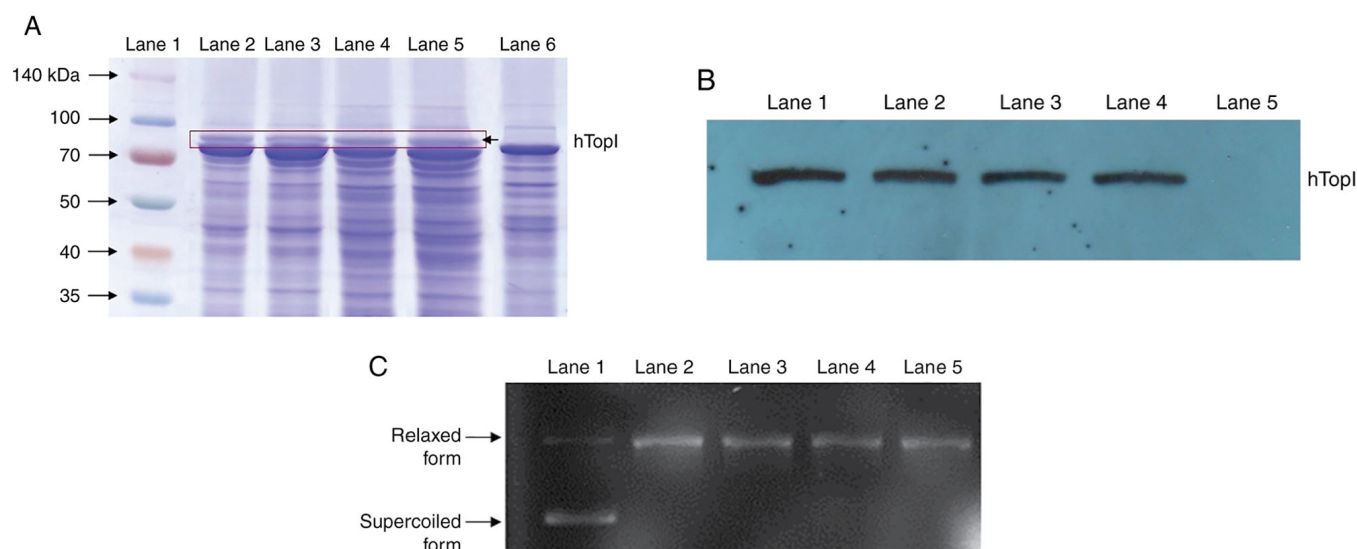 A
Lane 1 Lane 2 Lane 3 Lane 4 Lane 5 Lane 6
140 kDa
100
hTopI
70
50
40
35
B
Lane 1 Lane 2 Lane 3 Lane 4 Lane 5
hTopI
C
Lane 1 Lane 2 Lane 3 Lane 4 Lane 5
Relaxed
form
Supercoiled
form